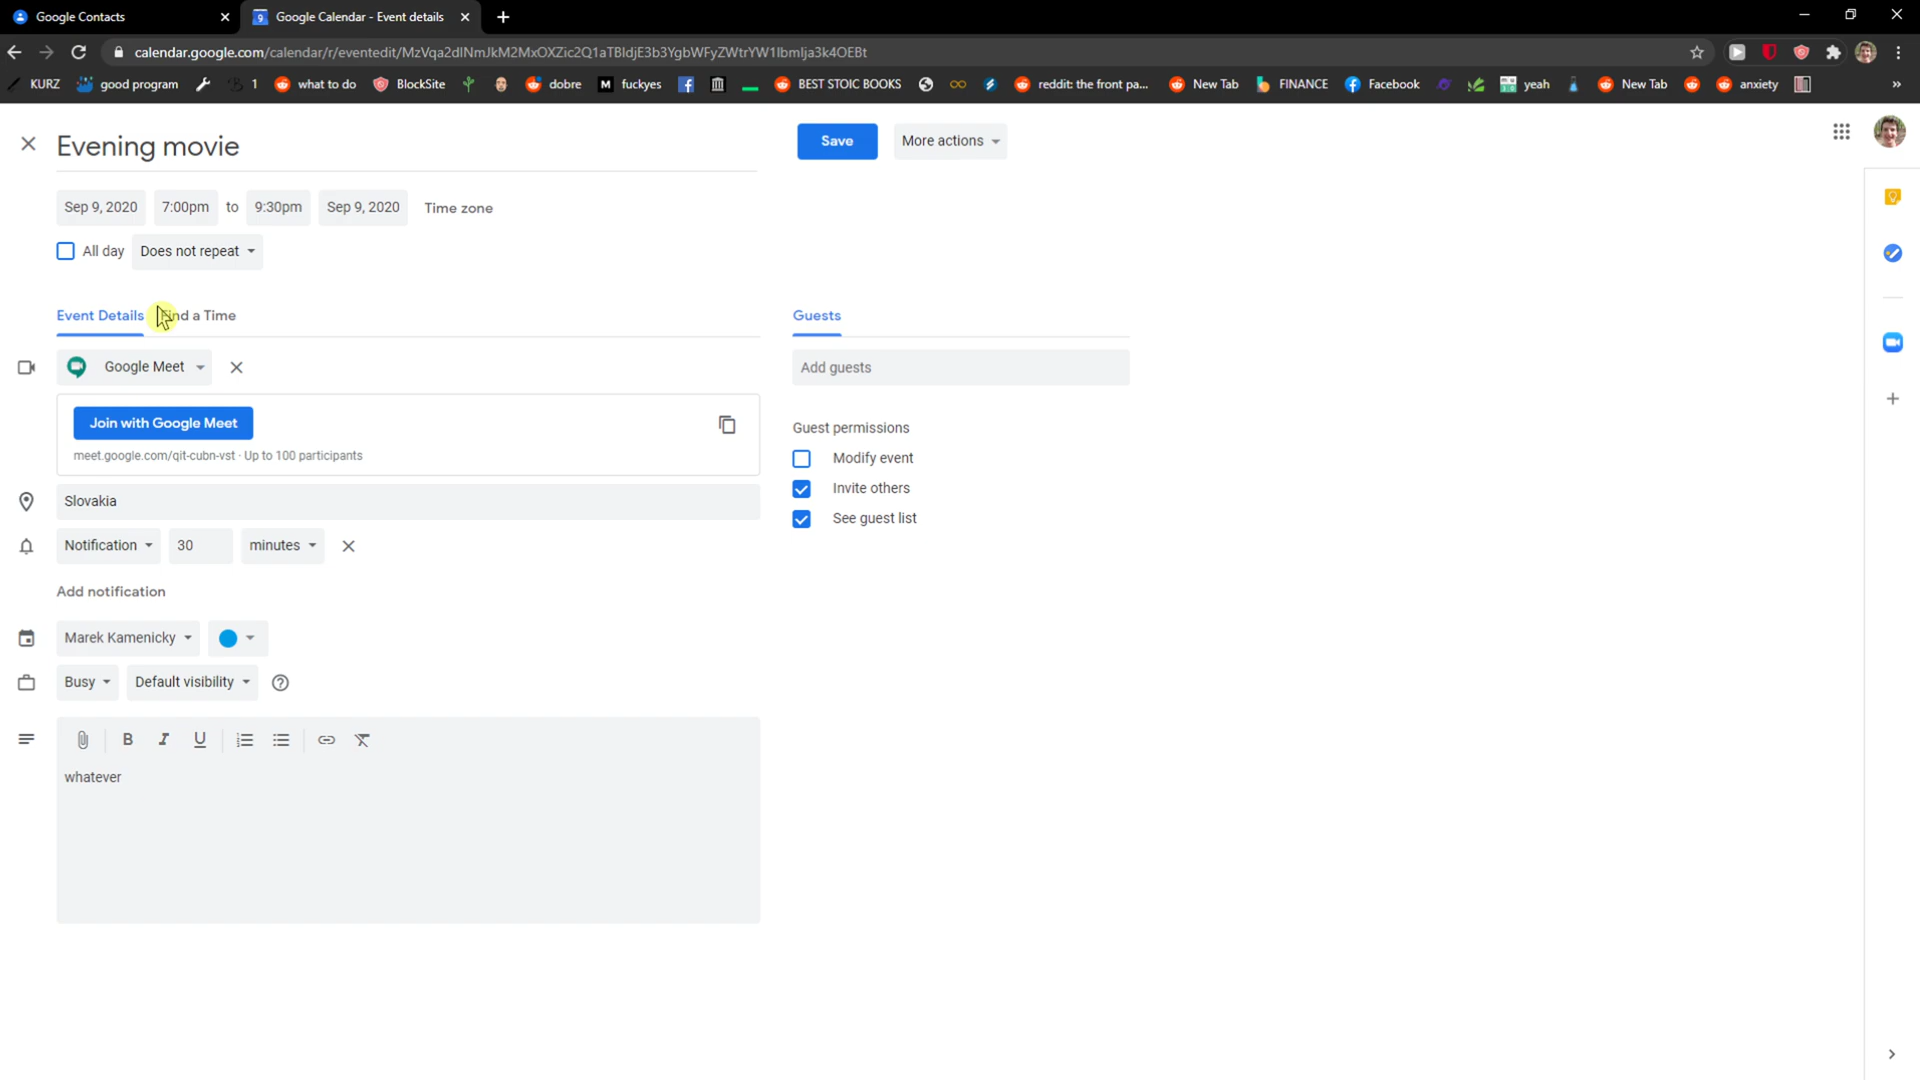 Google Contacts
Google Calendar - Event details
calendar.google.com/calendar/r/eventedit/MzVqa2dlNmJkM2MxOXZic2Q1aTBldjE3b3YgbWFyZWtrYW1lbmlja3k4OEBt
KURZ good program 1 what to do BlockSite dobre fuckyes BEST STOIC BOOKS reddit: the front pa... New Tab FINANCE Facebook yeah New Tab anxiety »
Evening movie
Save
More actions
Sep 9, 2020 7:00pm to 9:30pm Sep 9, 2020 Time zone
All day Does not repeat
Event Details Find a Time
Guests
Google Meet
Add guests
Join with Google Meet
meet.google.com/qit-cubn-vst · Up to 100 participants
Guest permissions
Modify event
Invite others
See guest list
Slovakia
Notification 30 minutes
Add notification
Marek Kamenicky
Busy Default visibility
B I U
whatever